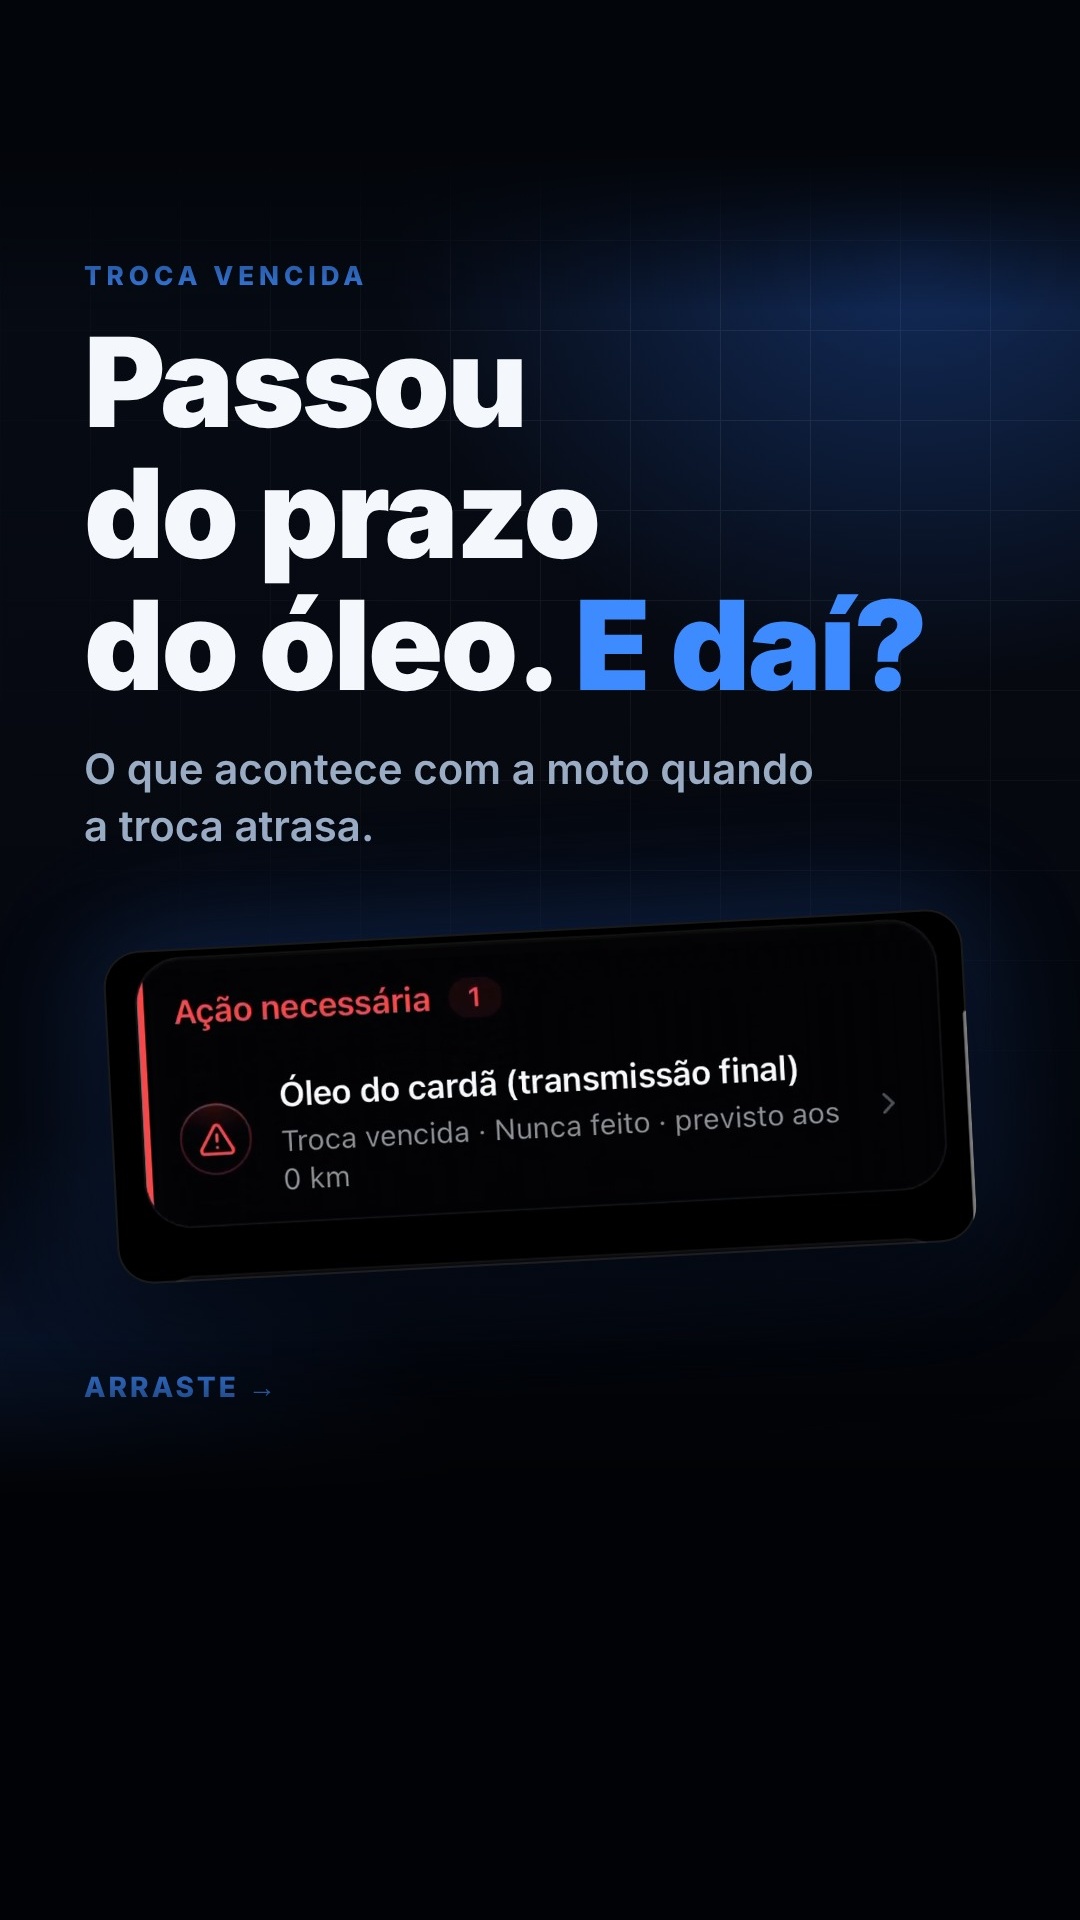 TROCA VENCIDA
Passou
do prazo
do óleo. E daí?
O que acontece com a moto quando
a troca atrasa.
Ação necessária 1
Óleo do cardã (transmissão final)
Troca vencida · Nunca feito · previsto aos
0 km
ARRASTE →